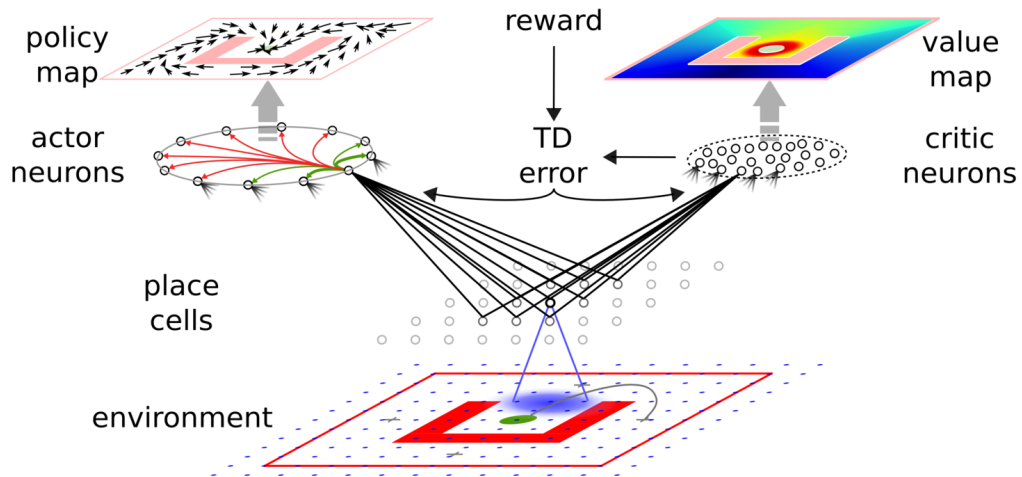 policy
map
reward
value
map
actor
neurons
TD
error
critic
neurons
place
cells
environment